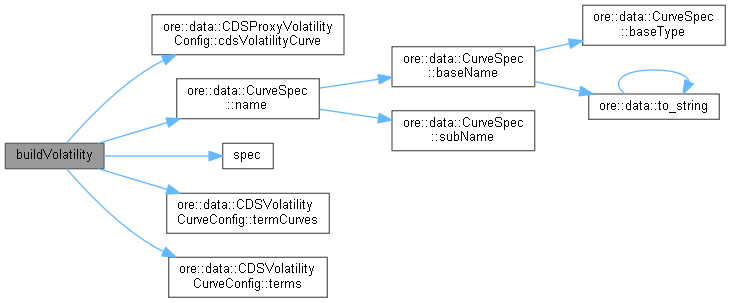 buildVolatility
ore::data::CDSProxyVolatility
Config::cdsVolatilityCurve
ore::data::CurveSpec
::name
spec
ore::data::CDSVolatility
CurveConfig::termCurves
ore::data::CDSVolatility
CurveConfig::terms
ore::data::CurveSpec
::baseName
ore::data::CurveSpec
::subName
ore::data::CurveSpec
::baseType
ore::data::to_string